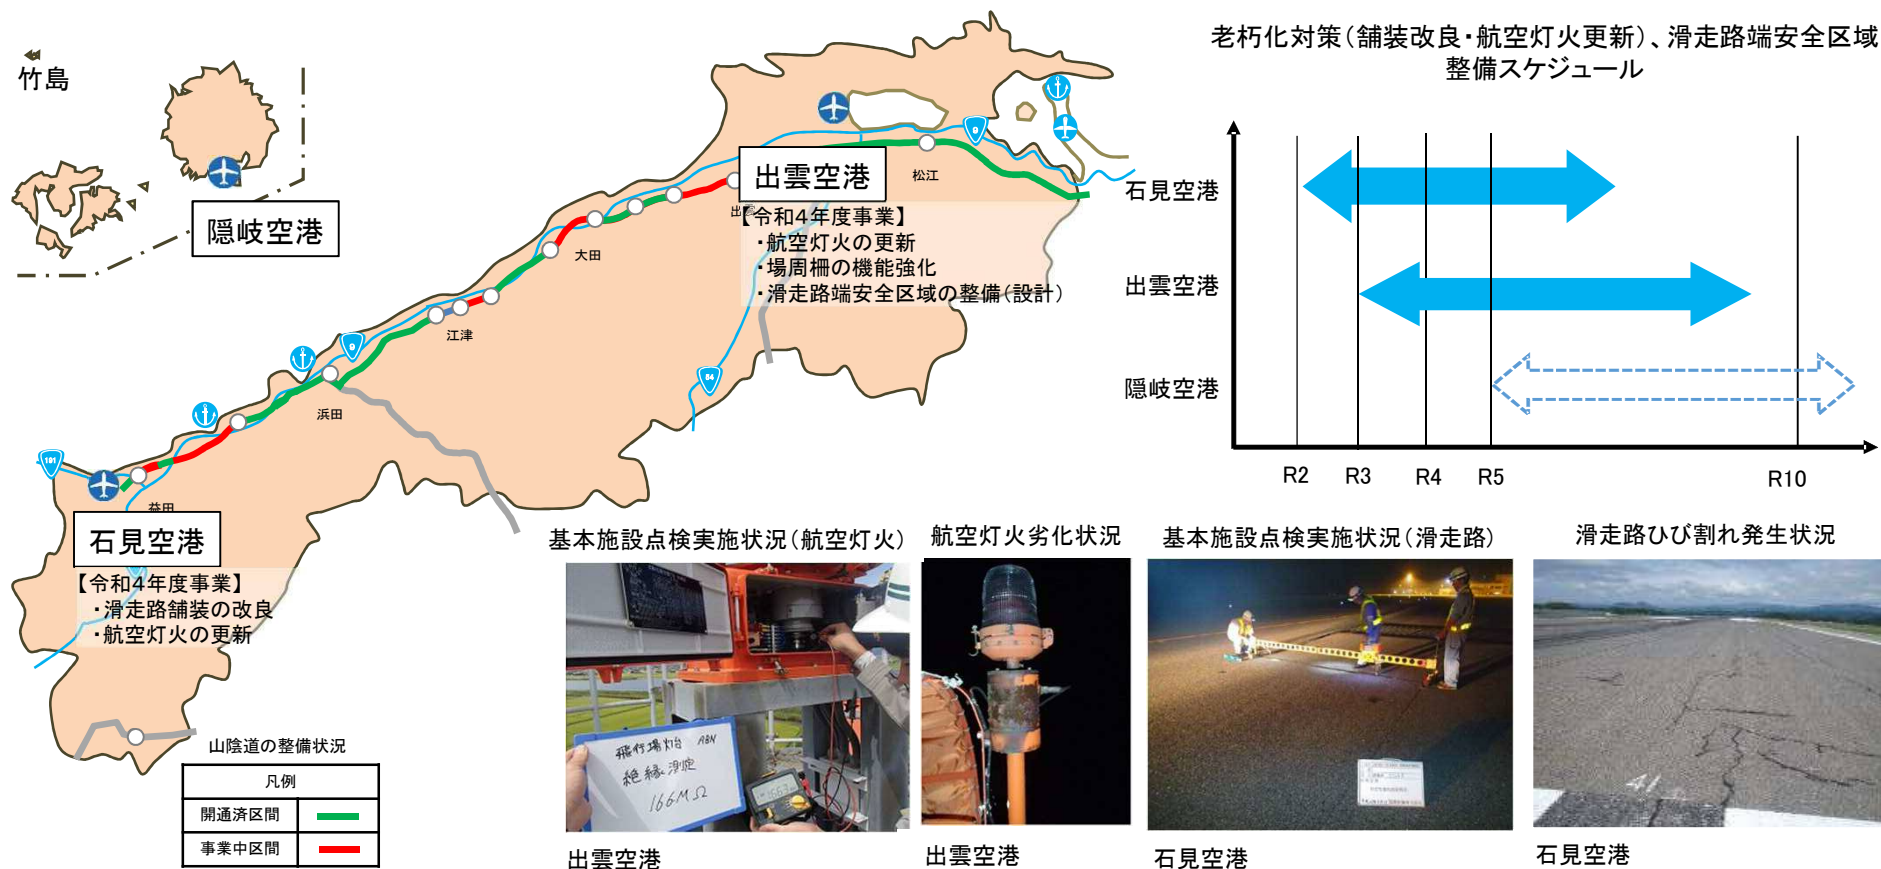 竹島
隠岐空港
出雲空港
【令和4年度事業】
・航空灯火の更新
・場周柵の機能強化
・滑走路端安全区域の整備(設計)
松江
出雲
大田
江津
浜田
益田
9
9
54
191
石見空港
【令和4年度事業】
・滑走路舗装の改良
・航空灯火の更新
山陰道の整備状況
凡例
開通済区間
事業中区間
老朽化対策(舗装改良・航空灯火更新)、滑走路端安全区域
整備スケジュール
石見空港
出雲空港
隠岐空港
R2
R3
R4
R5
R10
基本施設点検実施状況(航空灯火)
飛行場灯台 ABN
絶縁測定
166MΩ
出雲空港
航空灯火劣化状況
出雲空港
基本施設点検実施状況(滑走路)
石見空港
滑走路ひび割れ発生状況
石見空港